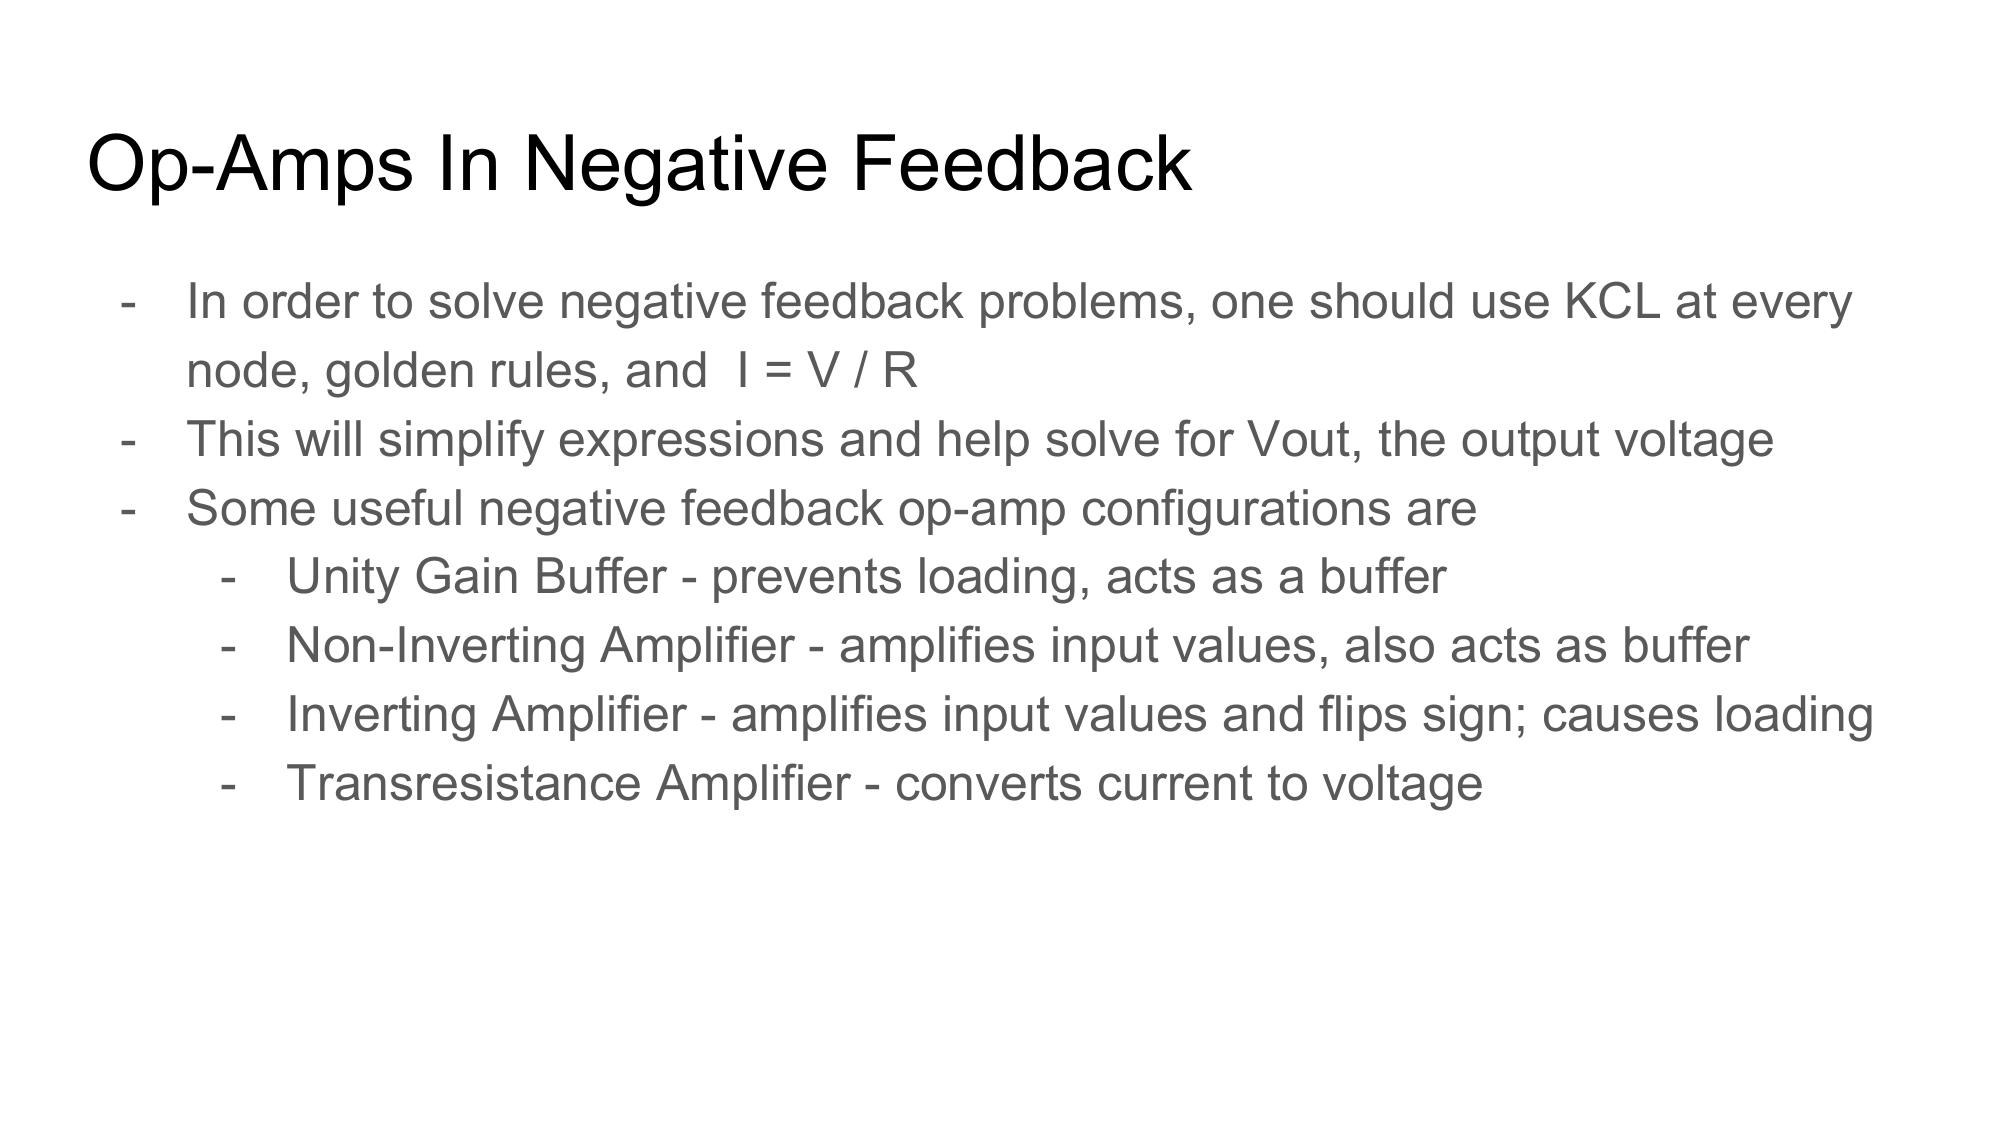 Op-Amps In Negative Feedback
- In order to solve negative feedback problems, one should use KCL at every
node, golden rules, and  I = V / R
- This will simplify expressions and help solve for Vout, the output voltage
- Some useful negative feedback op-amp configurations are
- Unity Gain Buffer - prevents loading, acts as a buffer
- Non-Inverting Amplifier - amplifies input values, also acts as buffer
- Inverting Amplifier - amplifies input values and flips sign; causes loading
- Transresistance Amplifier - converts current to voltage